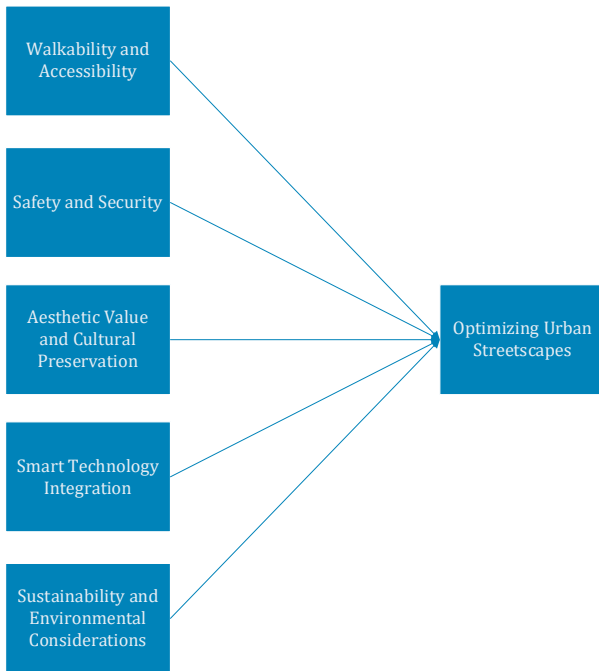 Walkability and
Accessibility
Safety and Security
Aesthetic Value
and Cultural
Preservation
Optimizing Urban
Streetscapes
Smart Technology
Integration
Sustainability and
Environmental
Considerations